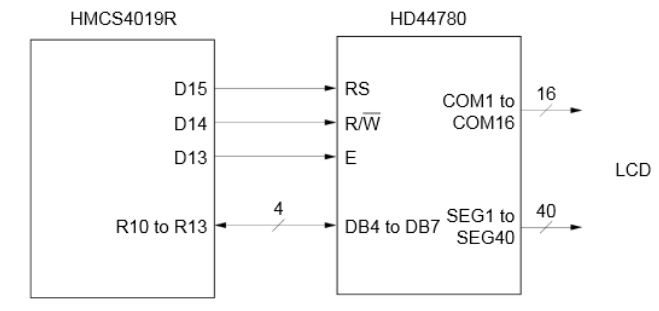 HMCS4019R
HD44780
D15
RS
D14
R/W̅
D13
E
R10 to R13
4
DB4 to DB7
COM1 to
COM16
16
SEG1 to
SEG40
40
LCD